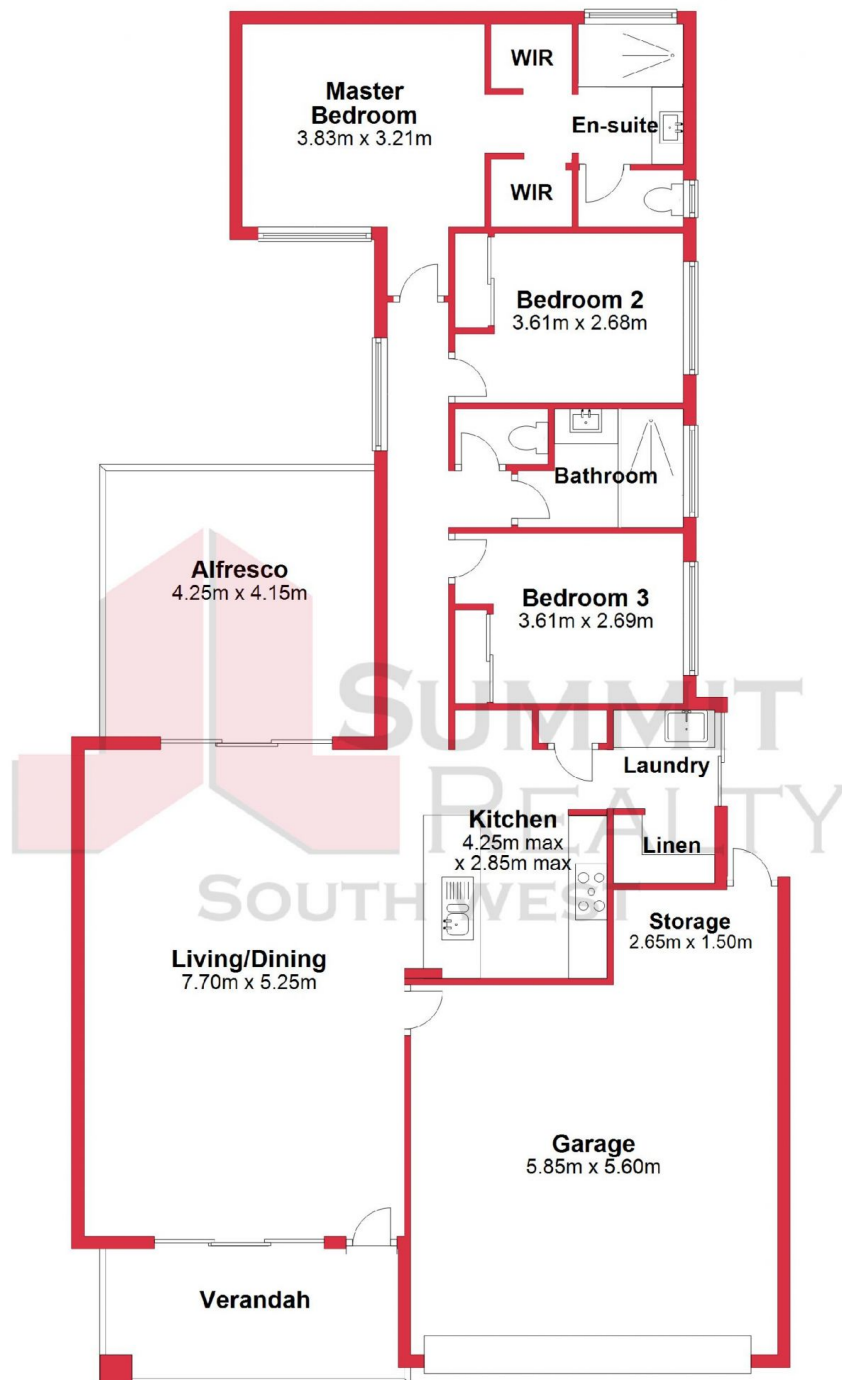 WIR
Master
Bedroom
3.83m x 3.21m
En-suite
WIR
Bedroom 2
3.61m x 2.68m
Bathroom
Alfresco
4.25m x 4.15m
Bedroom 3
3.61m x 2.69m
SUMMIT
REALTY
SOUTH WEST
Laundry
Kitchen
4.25m max
x 2.85m max
Linen
Storage
2.65m x 1.50m
Living/Dining
7.70m x 5.25m
Garage
5.85m x 5.60m
Verandah